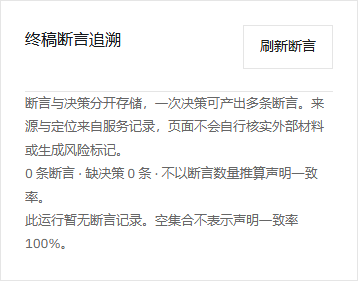 终稿断言追溯
刷新断言
断言与决策分开存储，一次决策可产出多条断言。来
源与定位来自服务记录，页面不会自行核实外部材料
或生成风险标记。
0 条断言 · 缺决策 0 条 · 不以断言数量推算声明一致
率。
此运行暂无断言记录。空集合不表示声明一致率
100%。